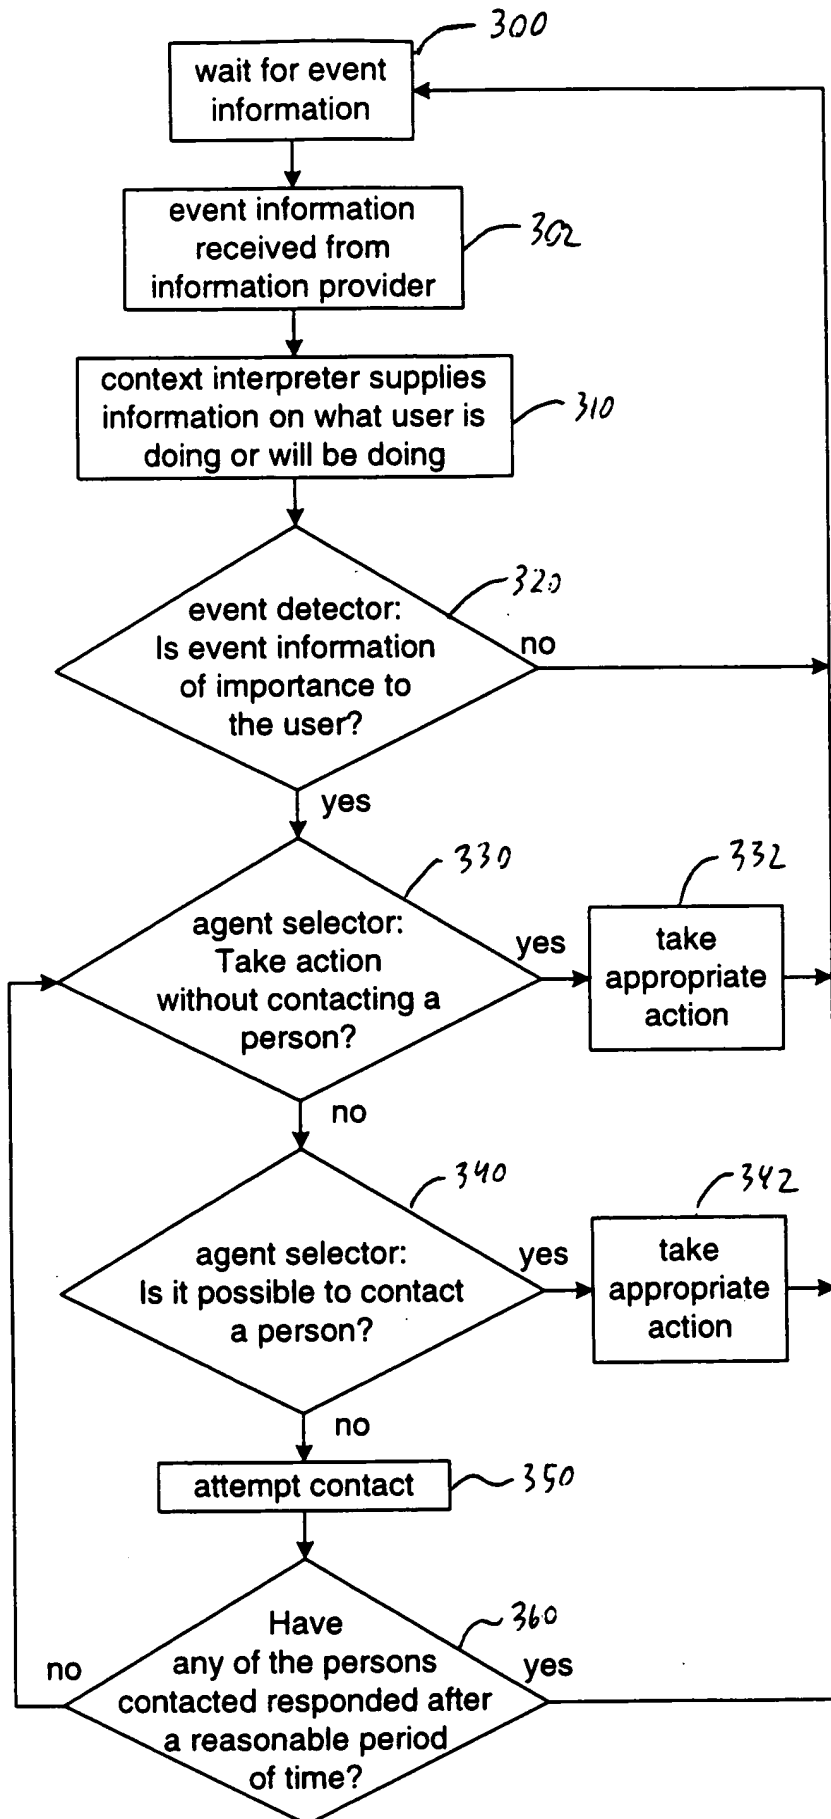 300
wait for event
information
event information
received from
information provider
302
context interpreter supplies
information on what user is
doing or will be doing
310
320
event detector:
Is event information
of importance to
the user?
no
yes
330
agent selector:
Take action
without contacting a
person?
yes
332
take
appropriate
action
no
340
agent selector:
Is it possible to contact
a person?
yes
342
take
appropriate
action
no
attempt contact
350
360
Have
any of the persons
contacted responded after
a reasonable period
of time?
no
yes